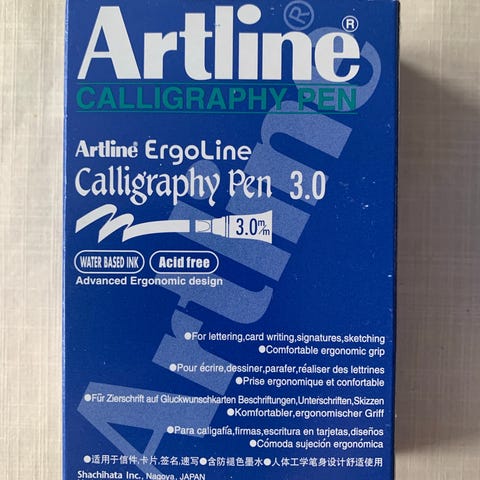 Artline®
CALLIGRAPHY PEN
Artline® ErgoLine
Calligraphy Pen 3.0
3.0m/m
WATER BASED INK Acid free
Advanced Ergonomic design
Artline®
●For lettering,card writing,signatures,sketching
●Comfortable ergonomic grip
●Pour écrire,dessiner,parafer,réaliser des lettrines
●Prise ergonomique et confortable
●Für Zierschrift auf Gluckwunschkarten Beschriftungen,Unterschriften,Skizzen
●Komfortabler,ergonomischer Griff
●Para caligafía,firmas,escritura en tarjetas,diseños
●Cómoda sujeción ergonómica
●适用于信件,卡片,签名,速写●含防褪色墨水●人体工学笔身设计舒适使用
Shachihata Inc., Nagoya, JAPAN